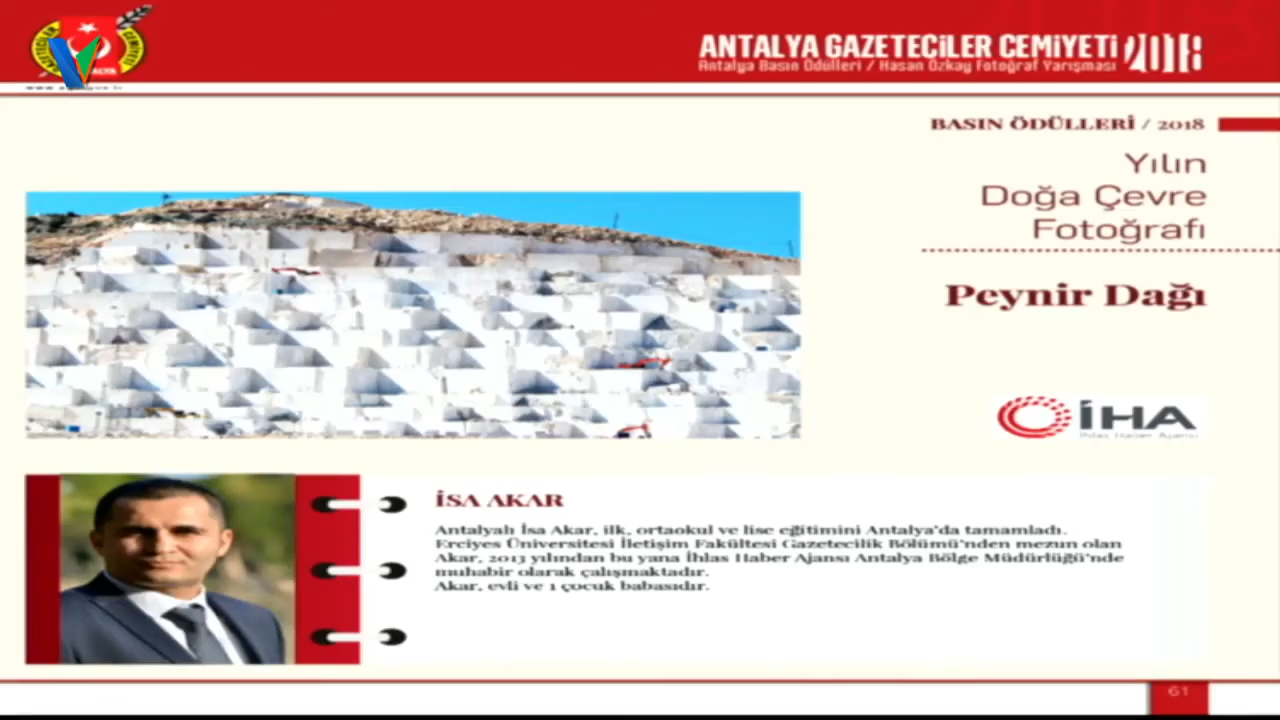 ANTALYA GAZETECİLER CEMİYETİ 2018
Antalya Basın Ödülleri / Hasan Özkay Fotoğraf Yarışması
BASIN ÖDÜLLERİ / 2018
Yılın
Doğa Çevre
Fotoğrafı
Peynir Dağı
İHA
İhlas Haber Ajansı
İSA AKAR
Antalyalı İsa Akar, ilk, ortaokul ve lise eğitimini Antalya'da tamamladı.
Erciyes Üniversitesi İletişim Fakültesi Gazetecilik Bölümü'nden mezun olan
Akar, 2013 yılından bu yana İhlas Haber Ajansı Antalya Bölge Müdürlüğü'nde
muhabir olarak çalışmaktadır.
Akar, evli ve 1 çocuk babasıdır.
61